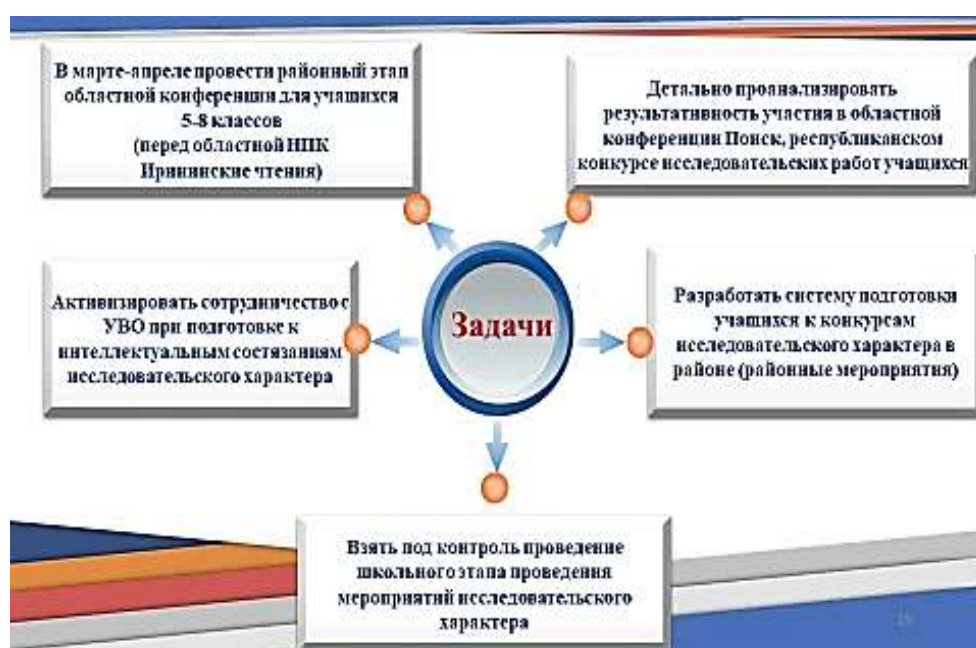 В марте-апреле провести районный этап
областной конференции для учащихся
5-8 классов
(перед областной НПК
Ирининские чтения)
Детально проанализировать
результативность участия в областной
конференции Поиск, республиканском
конкурсе исследовательских работ учащихся
Активизировать сотрудничество с
УВО при подготовке к
интеллектуальным состязаниям
исследовательского характера
Задачи
Разработать систему подготовки
учащихся к конкурсам
исследовательского характера в
районе (районные мероприятия)
Взять под контроль проведение
школьного этапа проведения
мероприятий исследовательского
характера